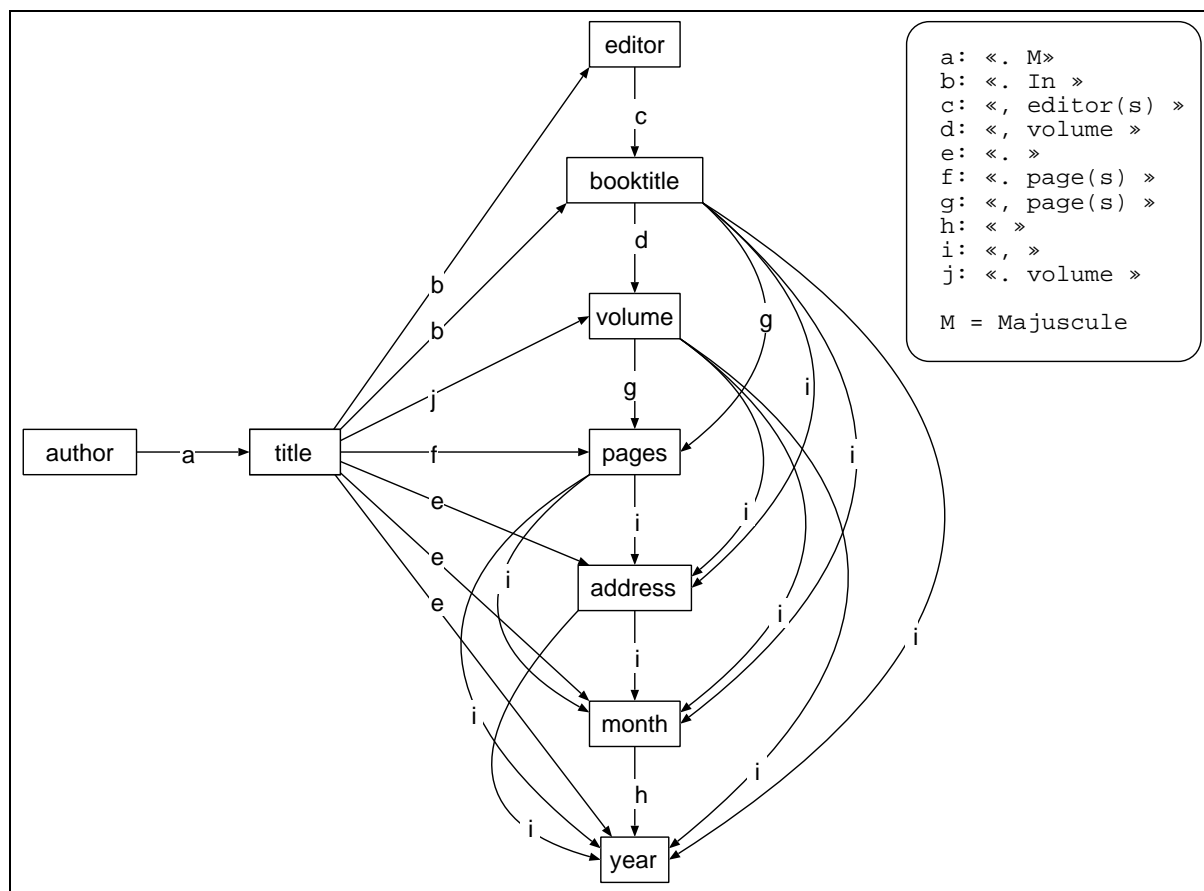 editor
a: «. M»
b: «. In »
c: «, editor(s) »
d: «, volume »
e: «. »
f: «. page(s) »
g: «, page(s) »
h: « »
i: «, »
j: «. volume »
M = Majuscule
c
booktitle
d
b
volume
g
b
i
j
g
author
a
title
f
pages
i
e
i
i
e
i
address
e
i
i
i
month
i
i
h
i
year